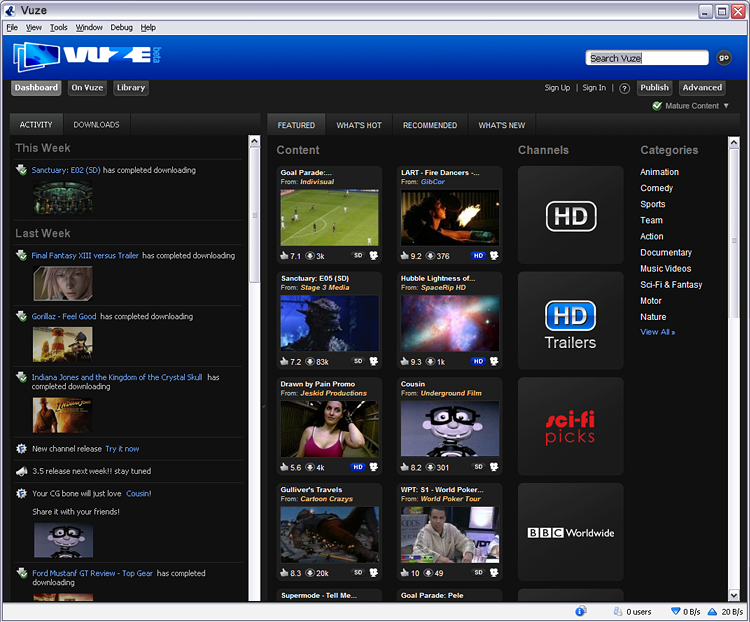 Vuze
File View Tools Window Debug Help
VUZE beta
Search Vuze go
Dashboard On Vuze Library
Sign Up | Sign In | ? Publish Advanced
Mature Content
ACTIVITY DOWNLOADS
This Week
Sanctuary: E02 (SD) has completed downloading
Last Week
Final Fantasy XIII versus Trailer has completed downloading
Gorillaz - Feel Good has completed downloading
Indiana Jones and the Kingdom of the Crystal Skull has
completed downloading
New channel release Try it now
3.5 release next week!! stay tuned
Your CG bone will just love Cousin!
Share it with your friends!
Ford Mustanf GT Review - Top Gear has completed
downloading
FEATURED WHAT'S HOT RECOMMENDED WHAT'S NEW
Content
Goal Parade:...
From: Indivisual
7.1 3k SD
LART - Fire Dancers -...
From: GibCor
9.2 376 HD
Sanctuary: E05 (SD)
From: Stage 3 Media
7.2 83k SD
Hubble Lightness of...
From: SpaceRip HD
9.3 1k HD
Drawn by Pain Promo
From: Jeskid Productions
5.6 4k HD
Cousin
From: Underground Film
8.2 301 SD
Gulliver's Travels
From: Cartoon Crazys
8.3 20k SD
WPT: S1 - World Poker...
From: World Poker Tour
10 49 SD
Supermode - Tell Me...
Goal Parade: Pele
Channels
HD
HD
Trailers
sci-fi
picks
BBC Worldwide
Categories
Animation
Comedy
Sports
Team
Action
Documentary
Music Videos
Sci-Fi & Fantasy
Motor
Nature
View All »
0 users 0 B/s 20 B/s